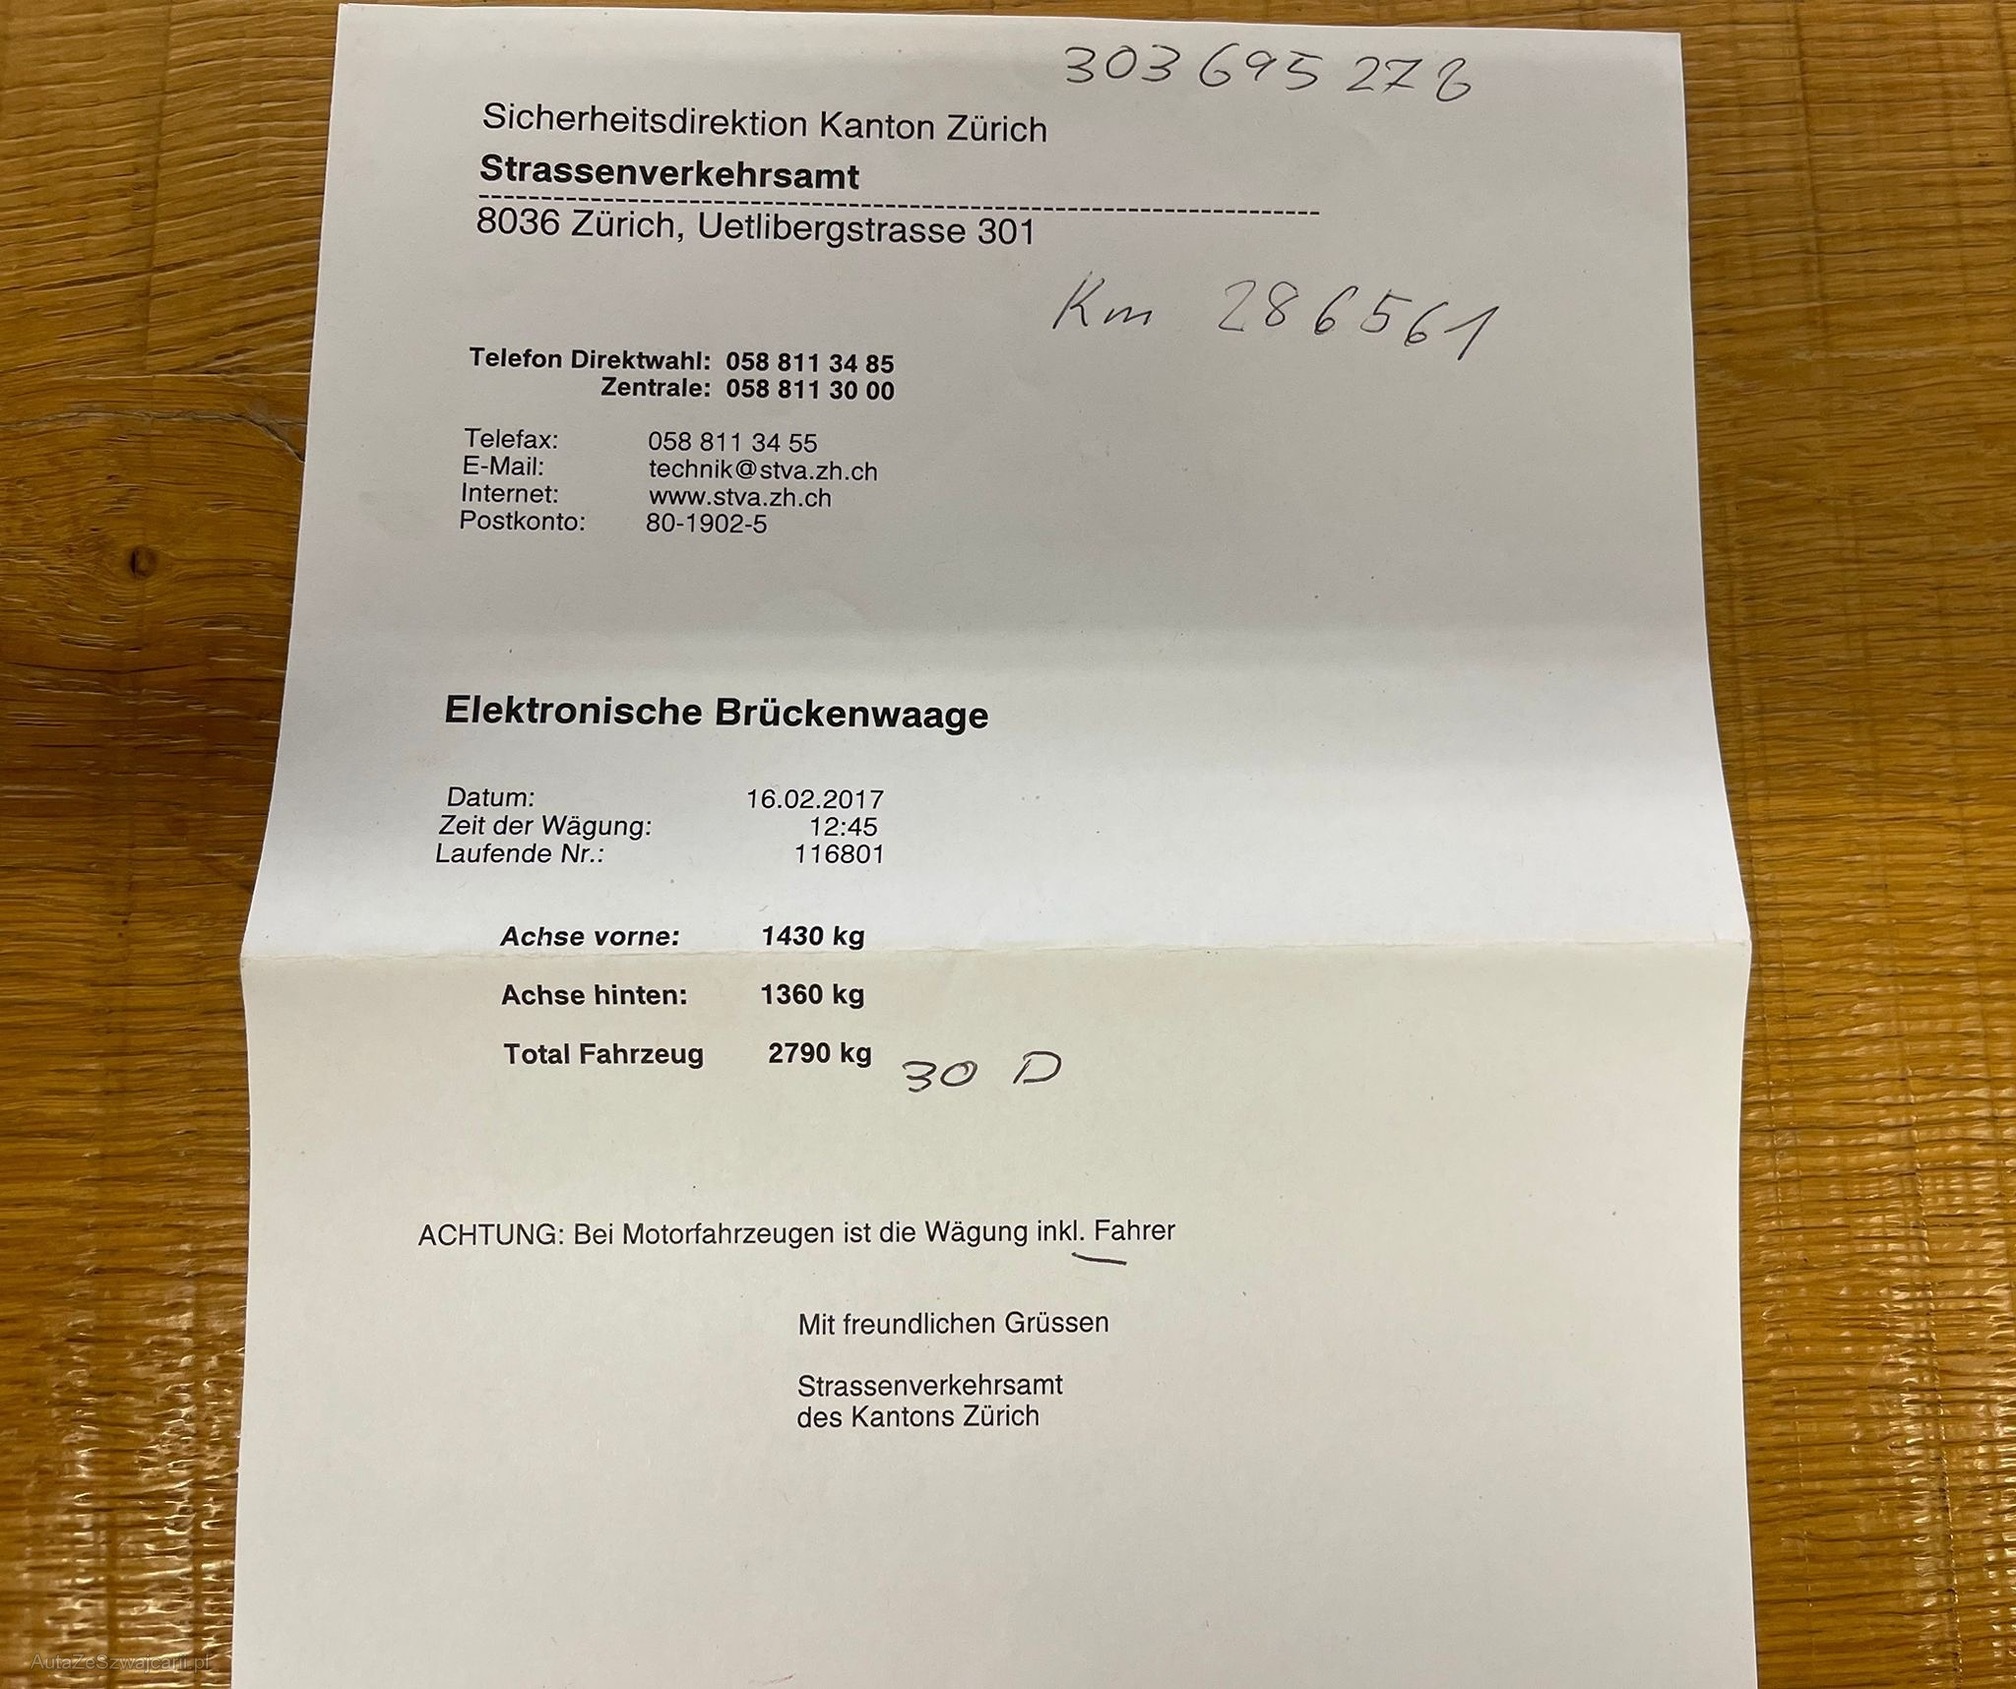 303 695 278
Sicherheitsdirektion Kanton Zürich
Strassenverkehrsamt
8036 Zürich, Uetlibergstrasse 301
Km 286561
Telefon Direktwahl: 058 811 34 85
Zentrale: 058 811 30 00
Telefax: 058 811 34 55
E-Mail: technik@stva.zh.ch
Internet: www.stva.zh.ch
Postkonto: 80-1902-5
Elektronische Brückenwaage
Datum: 16.02.2017
Zeit der Wägung: 12:45
Laufende Nr.: 116801
Achse vorne: 1430 kg
Achse hinten: 1360 kg
Total Fahrzeug 2790 kg 30 D
ACHTUNG: Bei Motorfahrzeugen ist die Wägung inkl. Fahrer
Mit freundlichen Grüssen
Strassenverkehrsamt
des Kantons Zürich
AutaZeSzwajcarii.pl